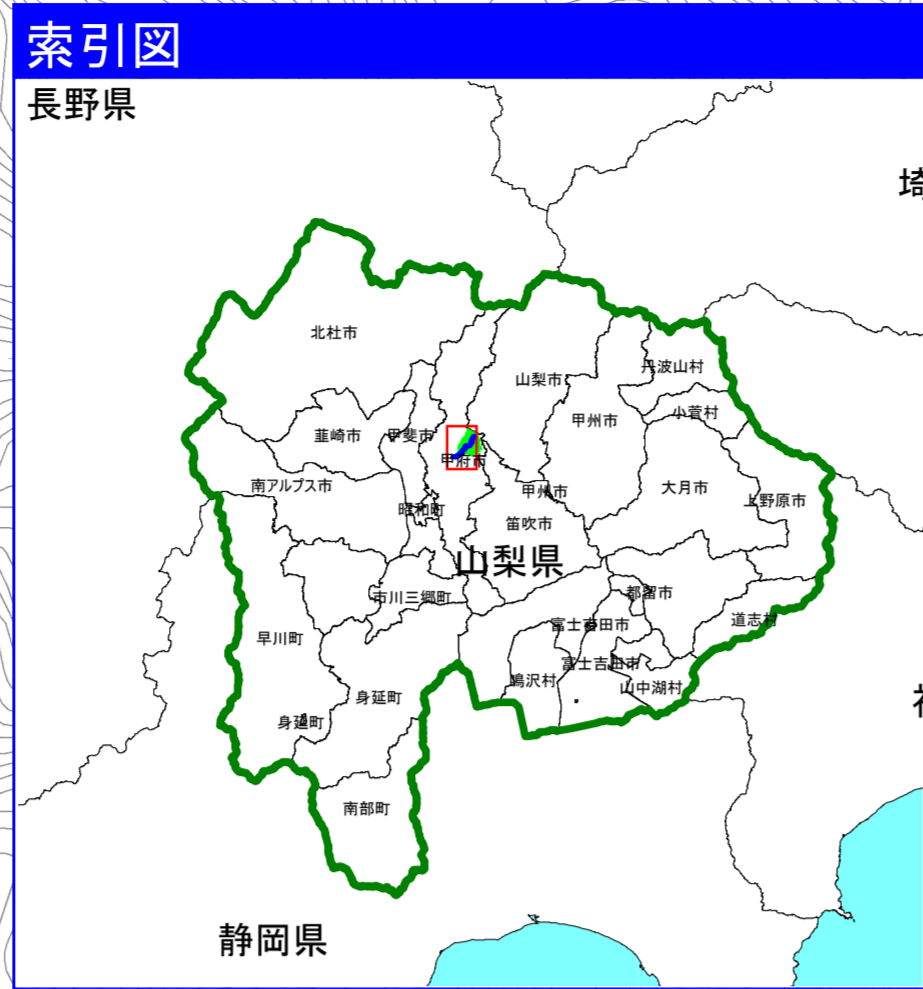 索引図
長野県
埼
北杜市
山梨市
丹波山村
小菅村
甲州市
韮崎市
甲斐市
甲府市
南アルプス市
甲州市
大月市
上野原市
昭和町
笛吹市
山梨県
市川三郷町
都留市
道志村
早川町
富士吉田市
富士吉田市
鳴沢村
山中湖村
身延町
身延町
南部町
静岡県